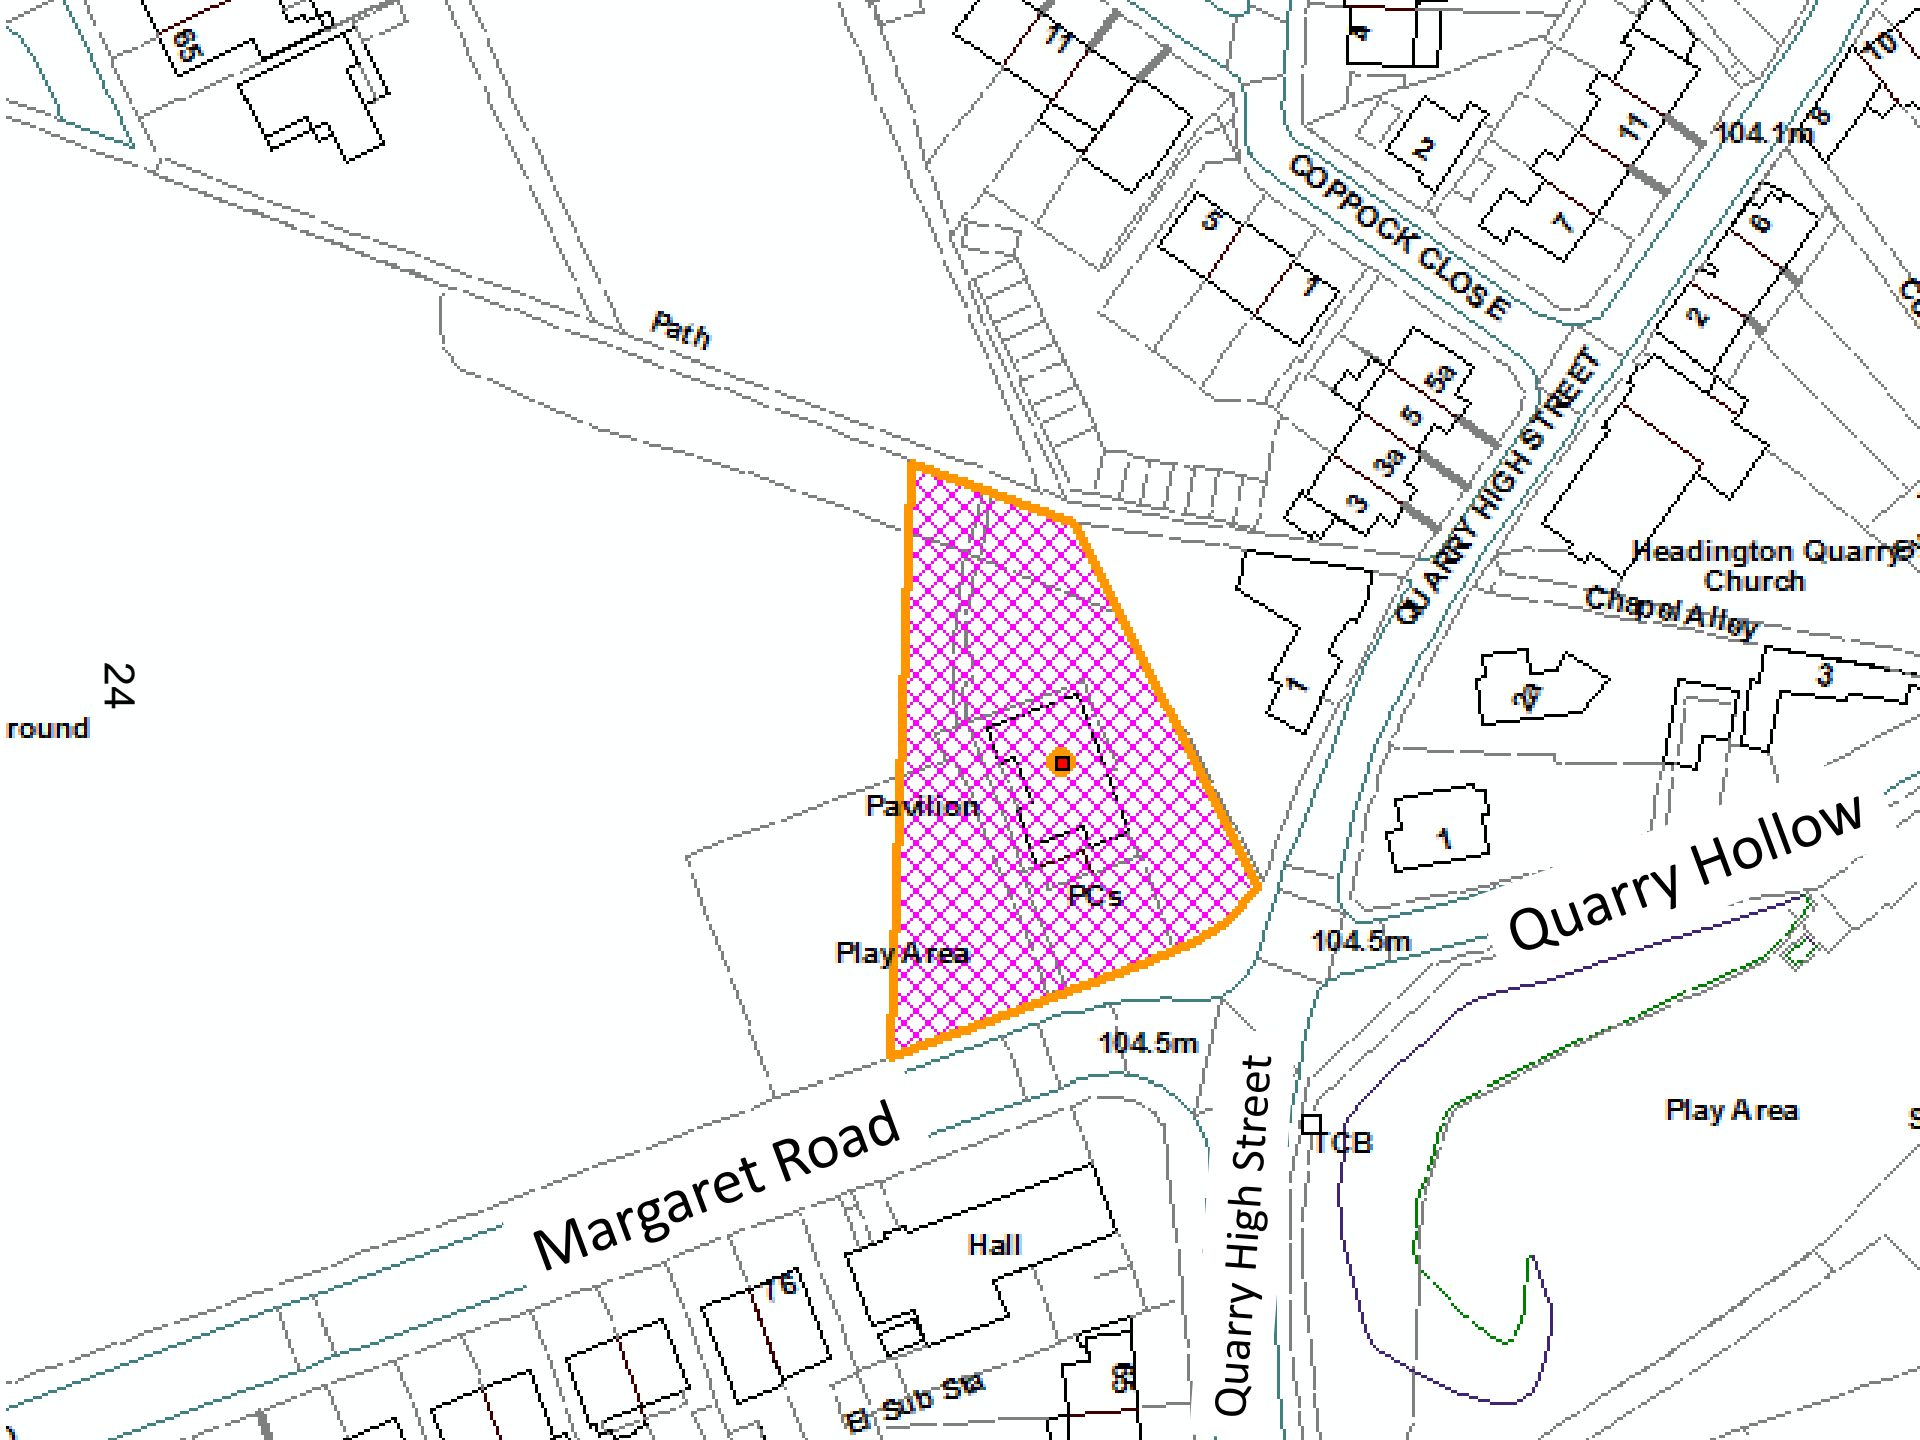 65
11
4
10
2
11
104.1m
8
COPPOCK CLOSE
5
1
7
6
2
Path
5a
5
3a
3
QUARRY HIGH STREET
Headington Quarry
Church
Chapel Alley
24
round
1
2a
3
Pavilion
1
Quarry Hollow
PCs
104.5m
Play Area
104.5m
Play Area
TCB
Margaret Road
Quarry High Street
Hall
76
El Sub Sta